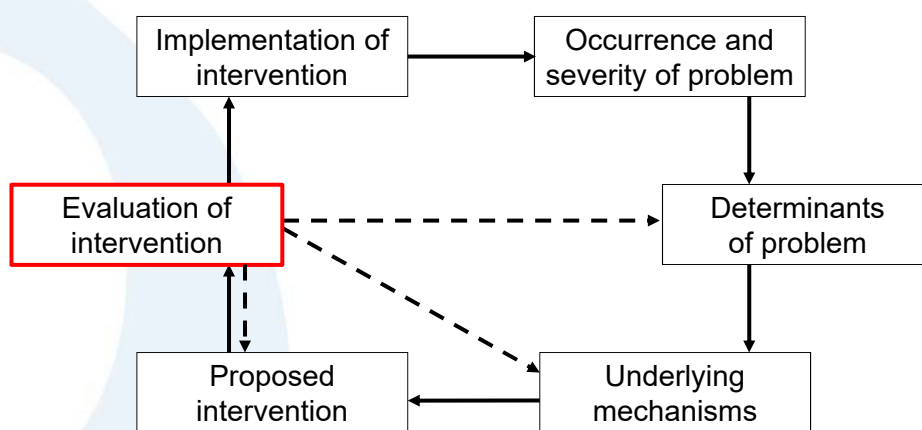 Implementation of
intervention
Occurrence and
severity of problem
Evaluation of
intervention
Determinants
of problem
Proposed
intervention
Underlying
mechanisms